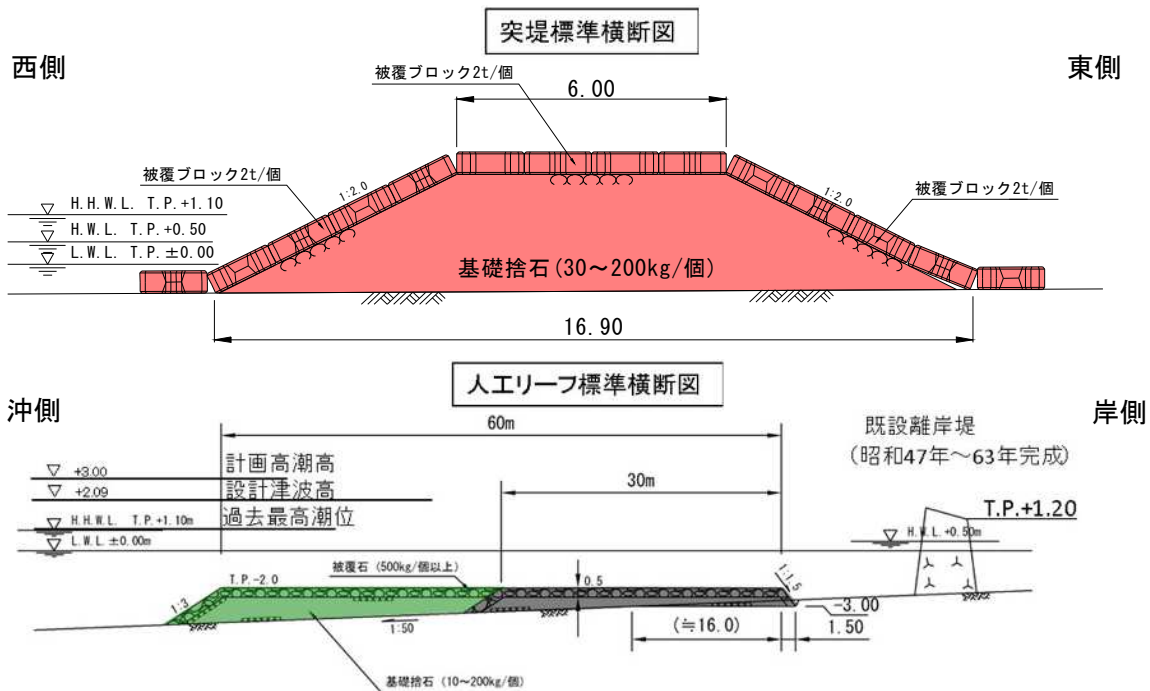 突堤標準横断図
西側
東側
被覆ブロック2t/個
6.00
被覆ブロック2t/個
1:2.0
1:2.0
被覆ブロック2t/個
H.H.W.L. T.P.+1.10
H.W.L. T.P.+0.50
L.W.L. T.P.±0.00
基礎捨石(30～200kg/個)
16.90
人工リーフ標準横断図
沖側
岸側
60m
既設離岸堤
(昭和47年～63年完成)
+3.00
計画高潮高
+2.09
設計津波高
30m
T.P.+1.20
H.H.W.L. T.P.+1.10m
過去最高潮位
L.W.L. ±0.00m
H.W.L.+0.50m
T.P.-2.0
被覆石 (500kg/個以上)
0.5
1:1.5
1:3
-3.00
1:50
(≒16.0)
1.50
基礎捨石 (10～200kg/個)